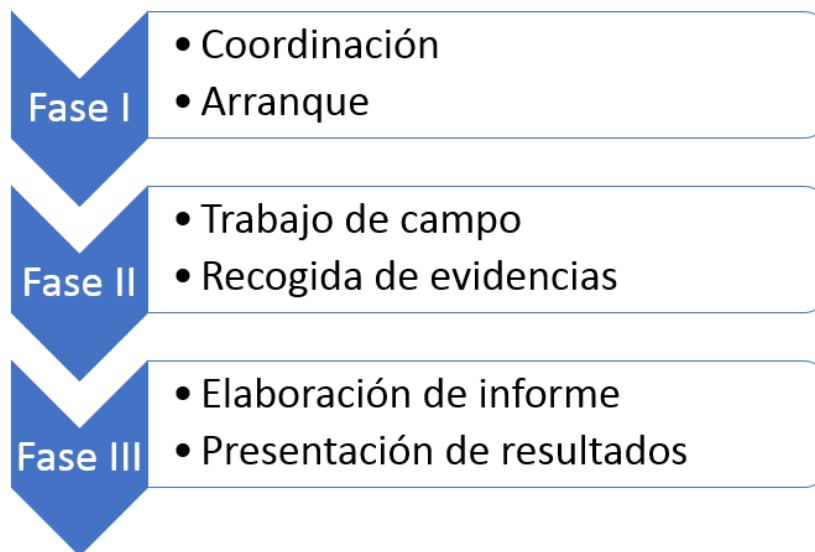 Fase I
• Coordinación
• Arranque
Fase II
• Trabajo de campo
• Recogida de evidencias
Fase III
• Elaboración de informe
• Presentación de resultados